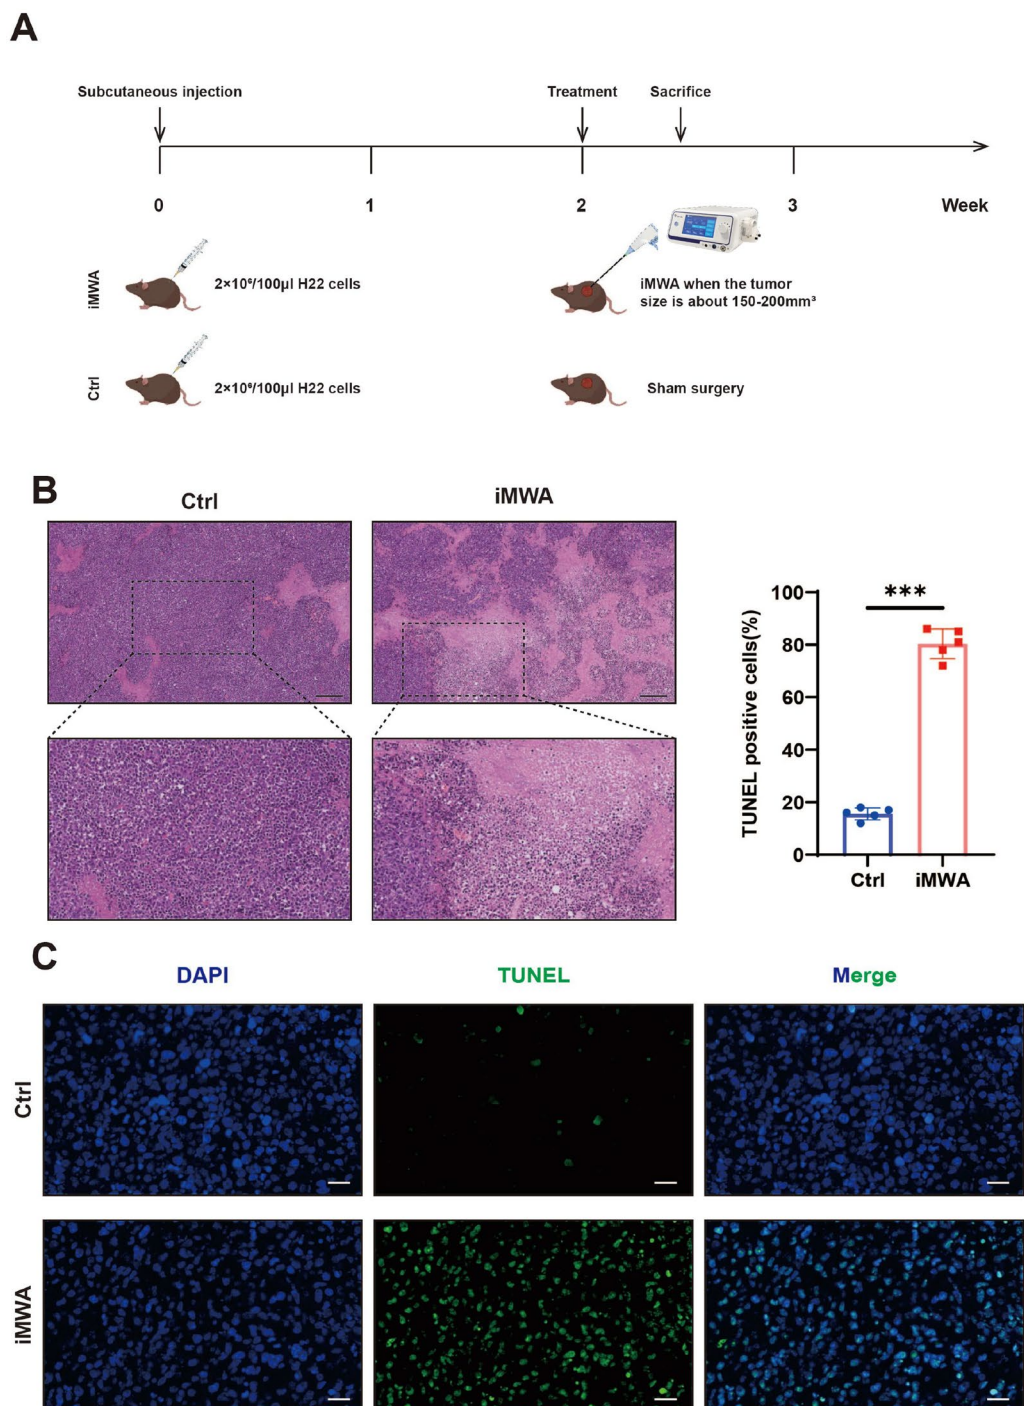 A
Subcutaneous injection
Treatment
Sacrifice
0
1
2
3
Week
iMWA
2×10⁶/100μl H22 cells
iMWA when the tumor
size is about 150-200mm³
Ctrl
2×10⁶/100μl H22 cells
Sham surgery
B
Ctrl
iMWA
TUNEL positive cells(%)
100
80
60
40
20
0
***
Ctrl
iMWA
C
DAPI
TUNEL
Merge
Ctrl
iMWA